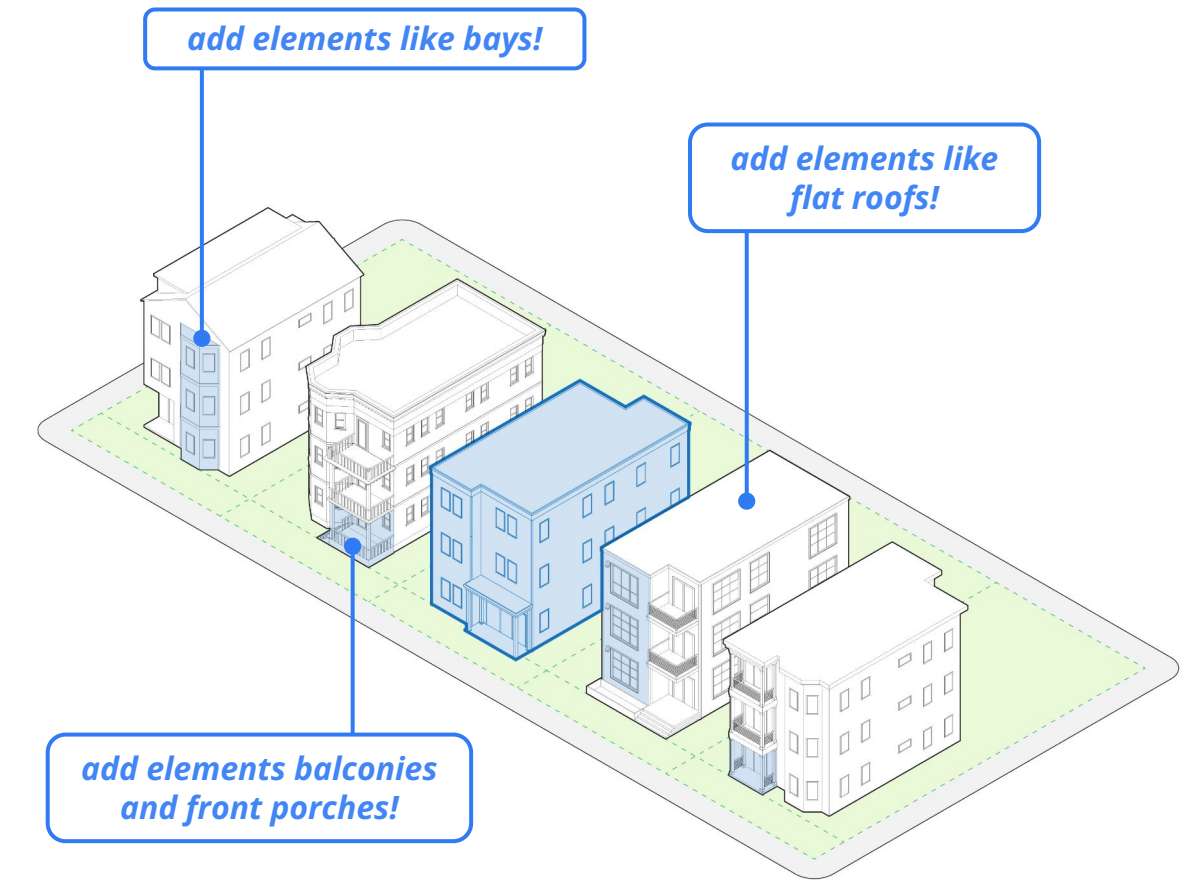 add elements like bays!
add elements like
flat roofs!
add elements balconies
and front porches!